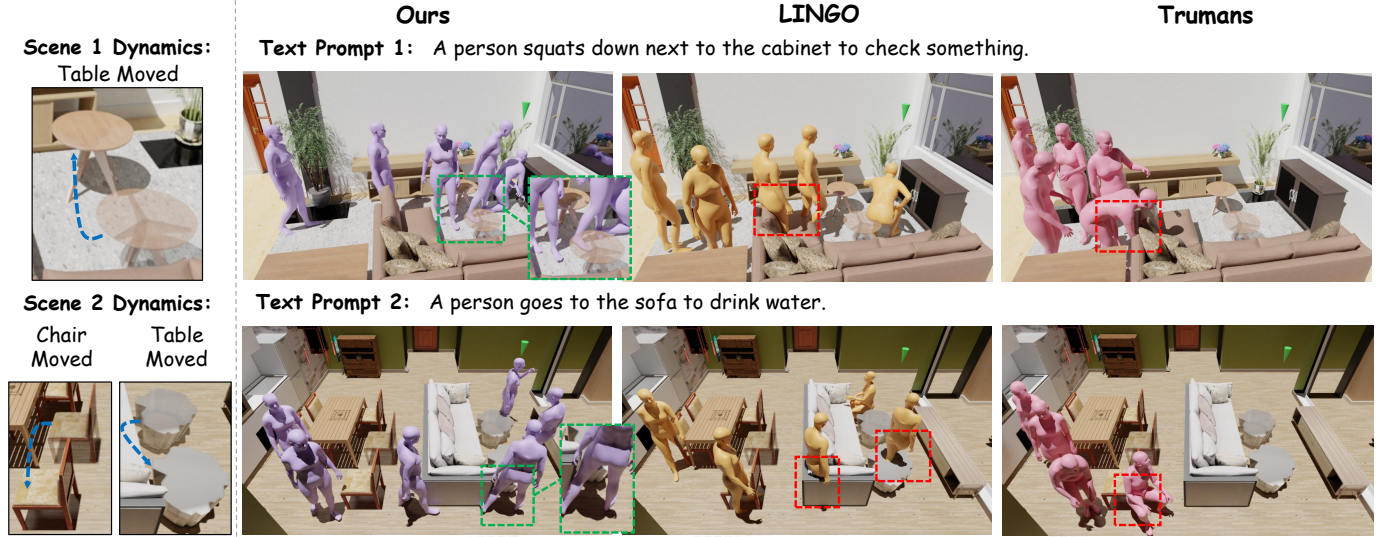 Ours
LINGO
Trumans
Scene 1 Dynamics:
Table Moved
Text Prompt 1: A person squats down next to the cabinet to check something.
Scene 2 Dynamics:
Chair
Moved
Table
Moved
Text Prompt 2: A person goes to the sofa to drink water.